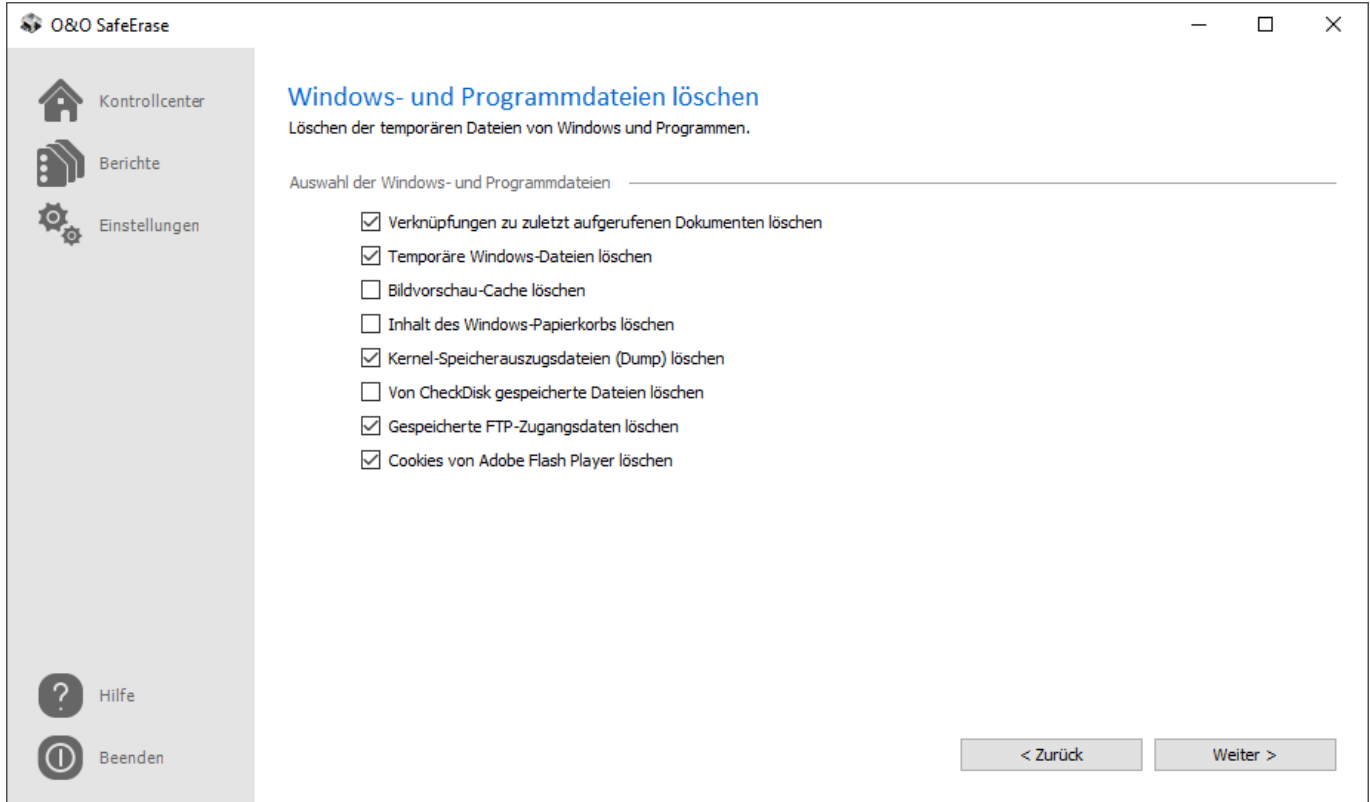 O&O SafeErase
Kontrollcenter
Berichte
Einstellungen
Windows- und Programmdateien löschen
Löschen der temporären Dateien von Windows und Programmen.
Auswahl der Windows- und Programmdateien
Verknüpfungen zu zuletzt aufgerufenen Dokumenten löschen
Temporäre Windows-Dateien löschen
Bildvorschau-Cache löschen
Inhalt des Windows-Papierkorbs löschen
Kernel-Speicherauszugsdateien (Dump) löschen
Von CheckDisk gespeicherte Dateien löschen
Gespeicherte FTP-Zugangsdaten löschen
Cookies von Adobe Flash Player löschen
Hilfe
Beenden
< Zurück
Weiter >